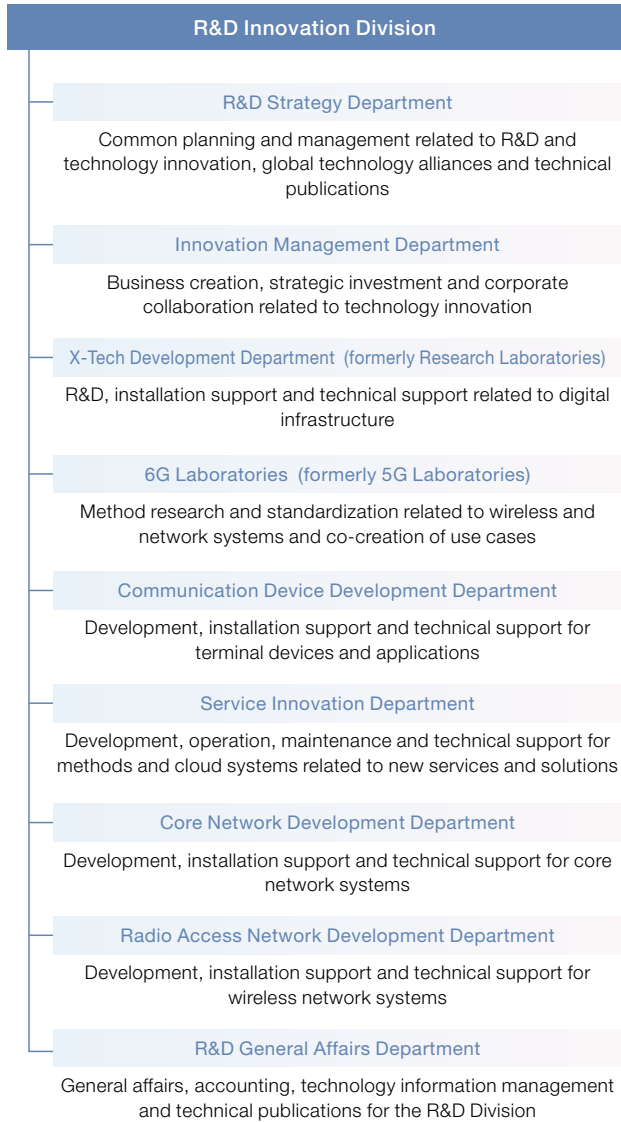 R&D Innovation Division
R&D Strategy Department
Common planning and management related to R&D and
technology innovation, global technology alliances and technical
publications
Innovation Management Department
Business creation, strategic investment and corporate
collaboration related to technology innovation
X-Tech Development Department (formerly Research Laboratories)
R&D, installation support and technical support related to digital
infrastructure
6G Laboratories (formerly 5G Laboratories)
Method research and standardization related to wireless and
network systems and co-creation of use cases
Communication Device Development Department
Development, installation support and technical support for
terminal devices and applications
Service Innovation Department
Development, operation, maintenance and technical support for
methods and cloud systems related to new services and solutions
Core Network Development Department
Development, installation support and technical support for core
network systems
Radio Access Network Development Department
Development, installation support and technical support for
wireless network systems
R&D General Affairs Department
General affairs, accounting, technology information management
and technical publications for the R&D Division